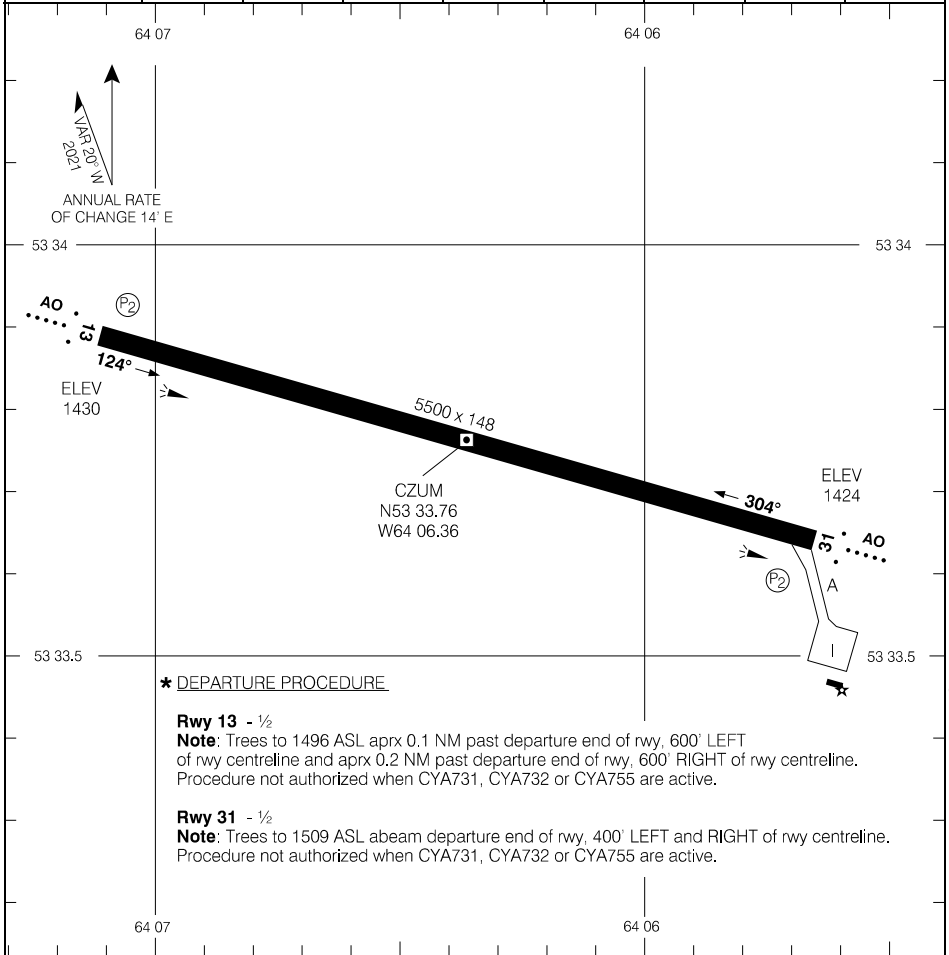 64 07
64 06
VAR 20° W
2021
ANNUAL RATE
OF CHANGE 14' E
53 34
53 34
AO
P2
13
124°
ELEV
1430
5500 x 148
CZUM
N53 33.76
W64 06.36
ELEV
1424
304°
31
AO
P2
A
I
53 33.5
53 33.5
* DEPARTURE PROCEDURE
Rwy 13 - ½
Note: Trees to 1496 ASL aprx 0.1 NM past departure end of rwy, 600' LEFT
of rwy centreline and aprx 0.2 NM past departure end of rwy, 600' RIGHT of rwy centreline.
Procedure not authorized when CYA731, CYA732 or CYA755 are active.
Rwy 31 - ½
Note: Trees to 1509 ASL abeam departure end of rwy, 400' LEFT and RIGHT of rwy centreline.
Procedure not authorized when CYA731, CYA732 or CYA755 are active.
64 07
64 06